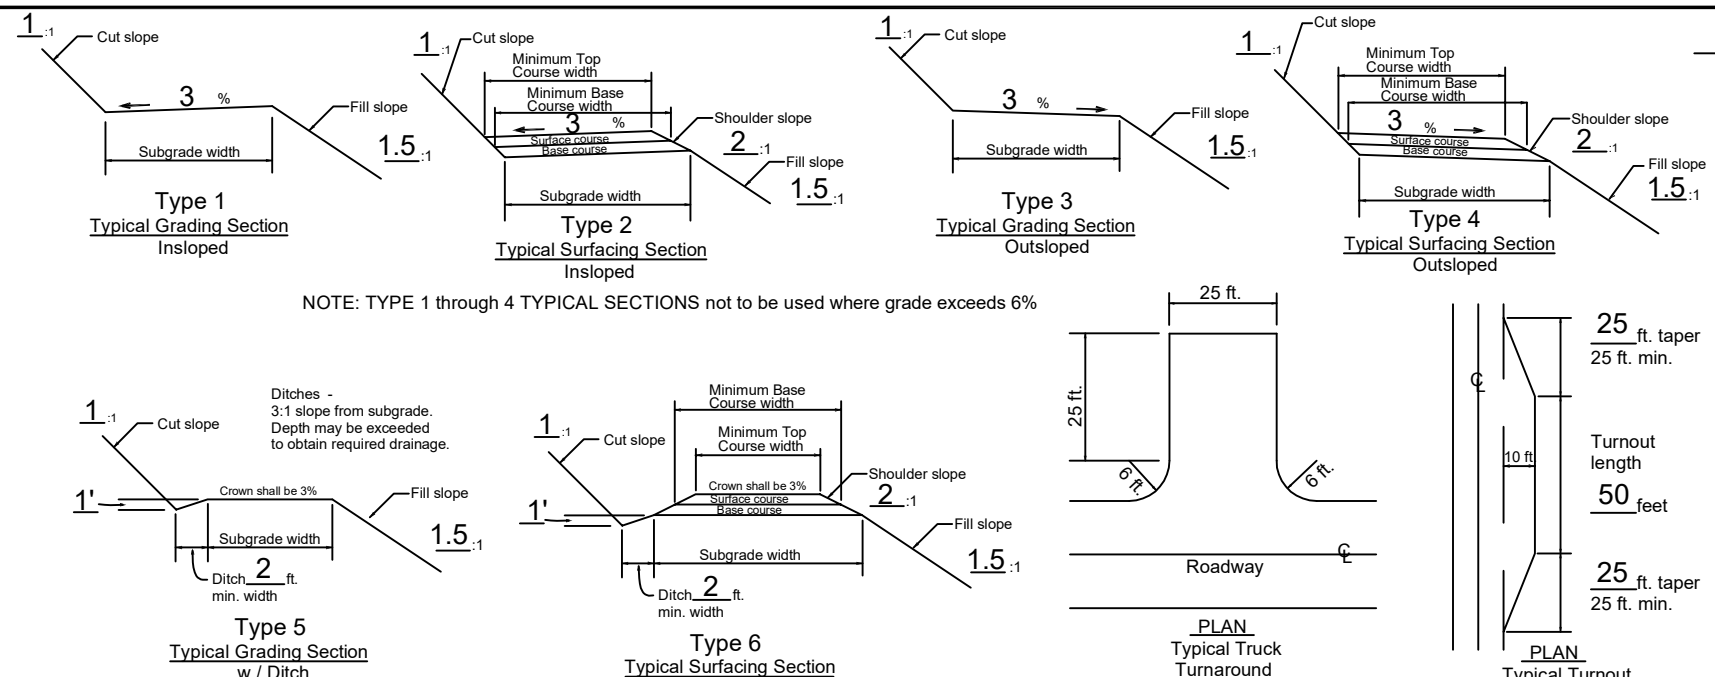 1 :1
Cut slope
3 %
Fill slope
1.5 :1
Subgrade width
Type 1
Typical Grading Section
Insloped
1 :1
Cut slope
Minimum Top
Course width
Minimum Base
Course width
3 %
Surface course
Base course
Shoulder slope
2 :1
Fill slope
1.5 :1
Subgrade width
Type 2
Typical Surfacing Section
Insloped
1 :1
Cut slope
3 %
Fill slope
1.5 :1
Subgrade width
Type 3
Typical Grading Section
Outsloped
1 :1
Cut slope
Minimum Top
Course width
Minimum Base
Course width
3 %
Surface course
Base course
Shoulder slope
2 :1
Fill slope
1.5 :1
Subgrade width
Type 4
Typical Surfacing Section
Outsloped
NOTE: TYPE 1 through 4 TYPICAL SECTIONS not to be used where grade exceeds 6%
1 :1
Cut slope
Ditches -
3:1 slope from subgrade.
Depth may be exceeded
to obtain required drainage.
1'
Crown shall be 3%
Fill slope
1.5 :1
Subgrade width
Ditch 2 ft.
min. width
Type 5
Typical Grading Section
w / Ditch
1 :1
Cut slope
Minimum Base
Course width
Minimum Top
Course width
Shoulder slope
2 :1
1'
Crown shall be 3%
Surface course
Base course
Fill slope
1.5 :1
Subgrade width
Ditch 2 ft.
min. width
Type 6
Typical Surfacing Section
25 ft.
25 ft.
6 ft.
6 ft.
CL
Roadway
PLAN
Typical Truck
Turnaround
CL
25 ft. taper
25 ft. min.
10 ft
Turnout
length
50 feet
25 ft. taper
25 ft. min.
PLAN
Typical Turnout